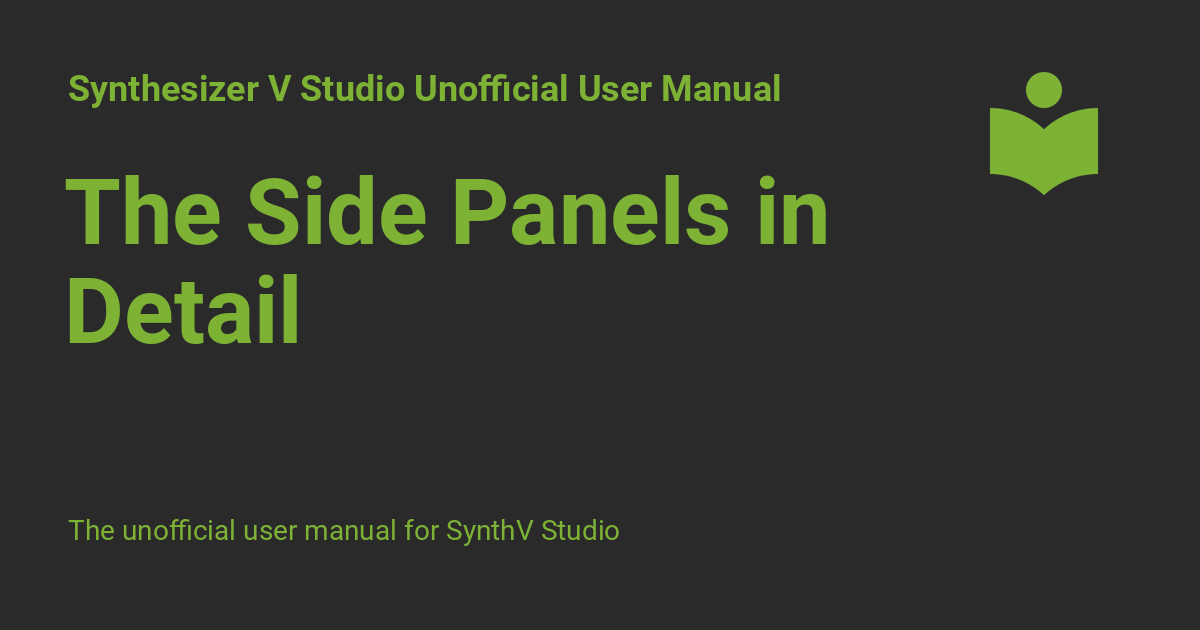 Synthesizer V Studio Unofficial User Manual
The Side Panels in
Detail
The unofficial user manual for SynthV Studio